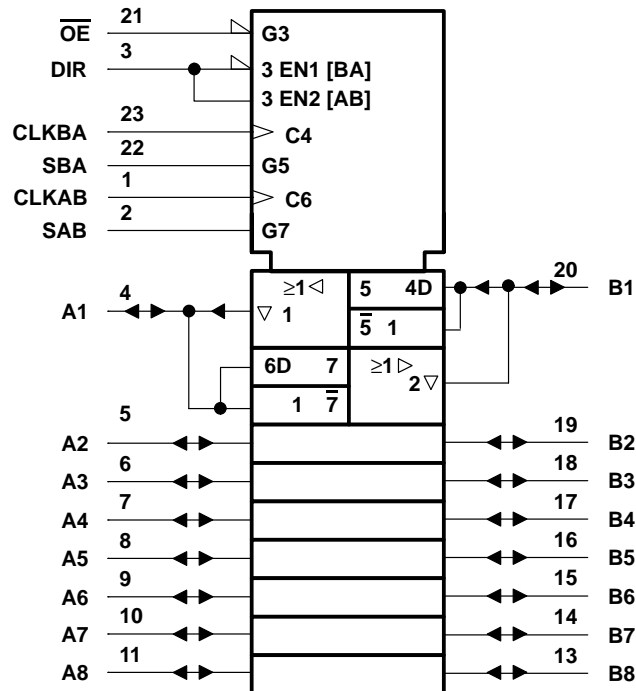 21
OE G3
3
DIR 3 EN1 [BA]
3 EN2 [AB]
23
CLKBA C4
22
SBA G5
1
CLKAB C6
2
SAB G7
4 ≥1 5 4D 20
A1 1 B1
5 1
6D 7 ≥1
2
1 7
5 19
A2 B2
6 18
A3 B3
7 17
A4 B4
8 16
A5 B5
9 15
A6 B6
10 14
A7 B7
11 13
A8 B8